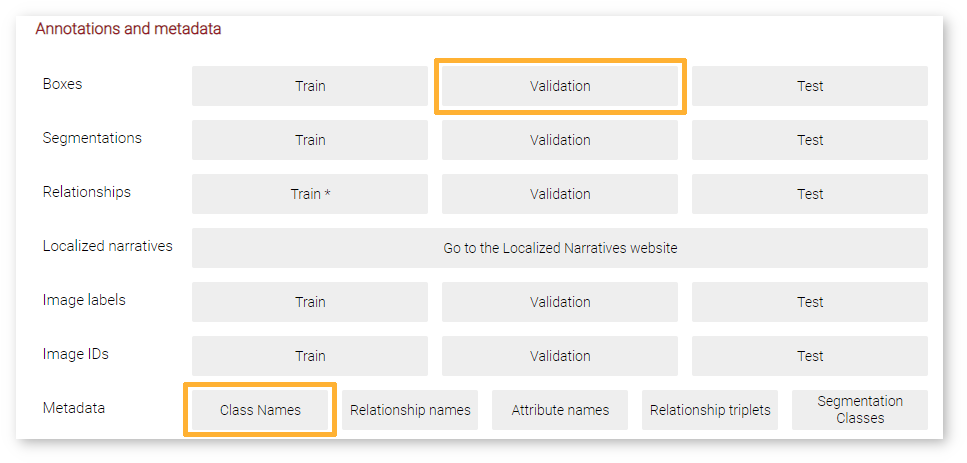 Annotations and metadata
Boxes Train Validation Test
Segmentations Train Validation Test
Relationships Train * Validation Test
Localized narratives Go to the Localized Narratives website
Image labels Train Validation Test
Image IDs Train Validation Test
Metadata Class Names Relationship names Attribute names Relationship triplets Segmentation
Classes